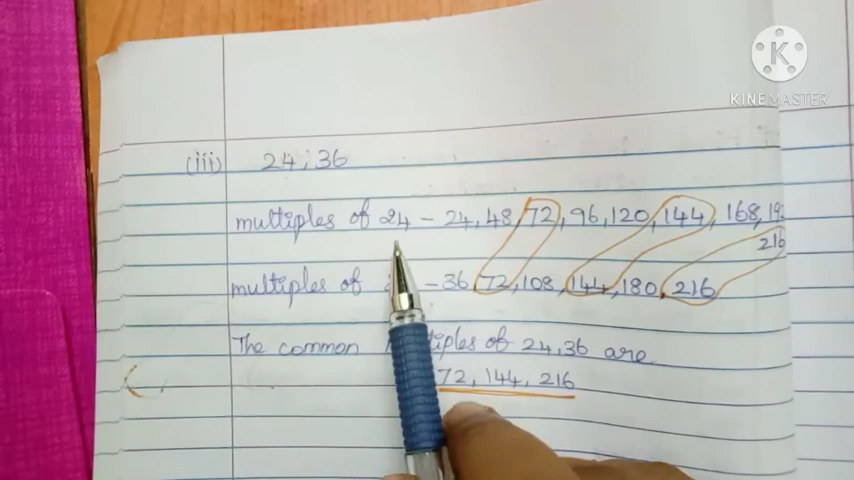 KINEMASTER
(iii) 24, 36
multiples of 24 - 24, 48, 72, 96, 120, 144, 168,
216
multiples of - 36, 72, 108, 144, 180, 216
The common of 24, 36 are
72, 144, 216